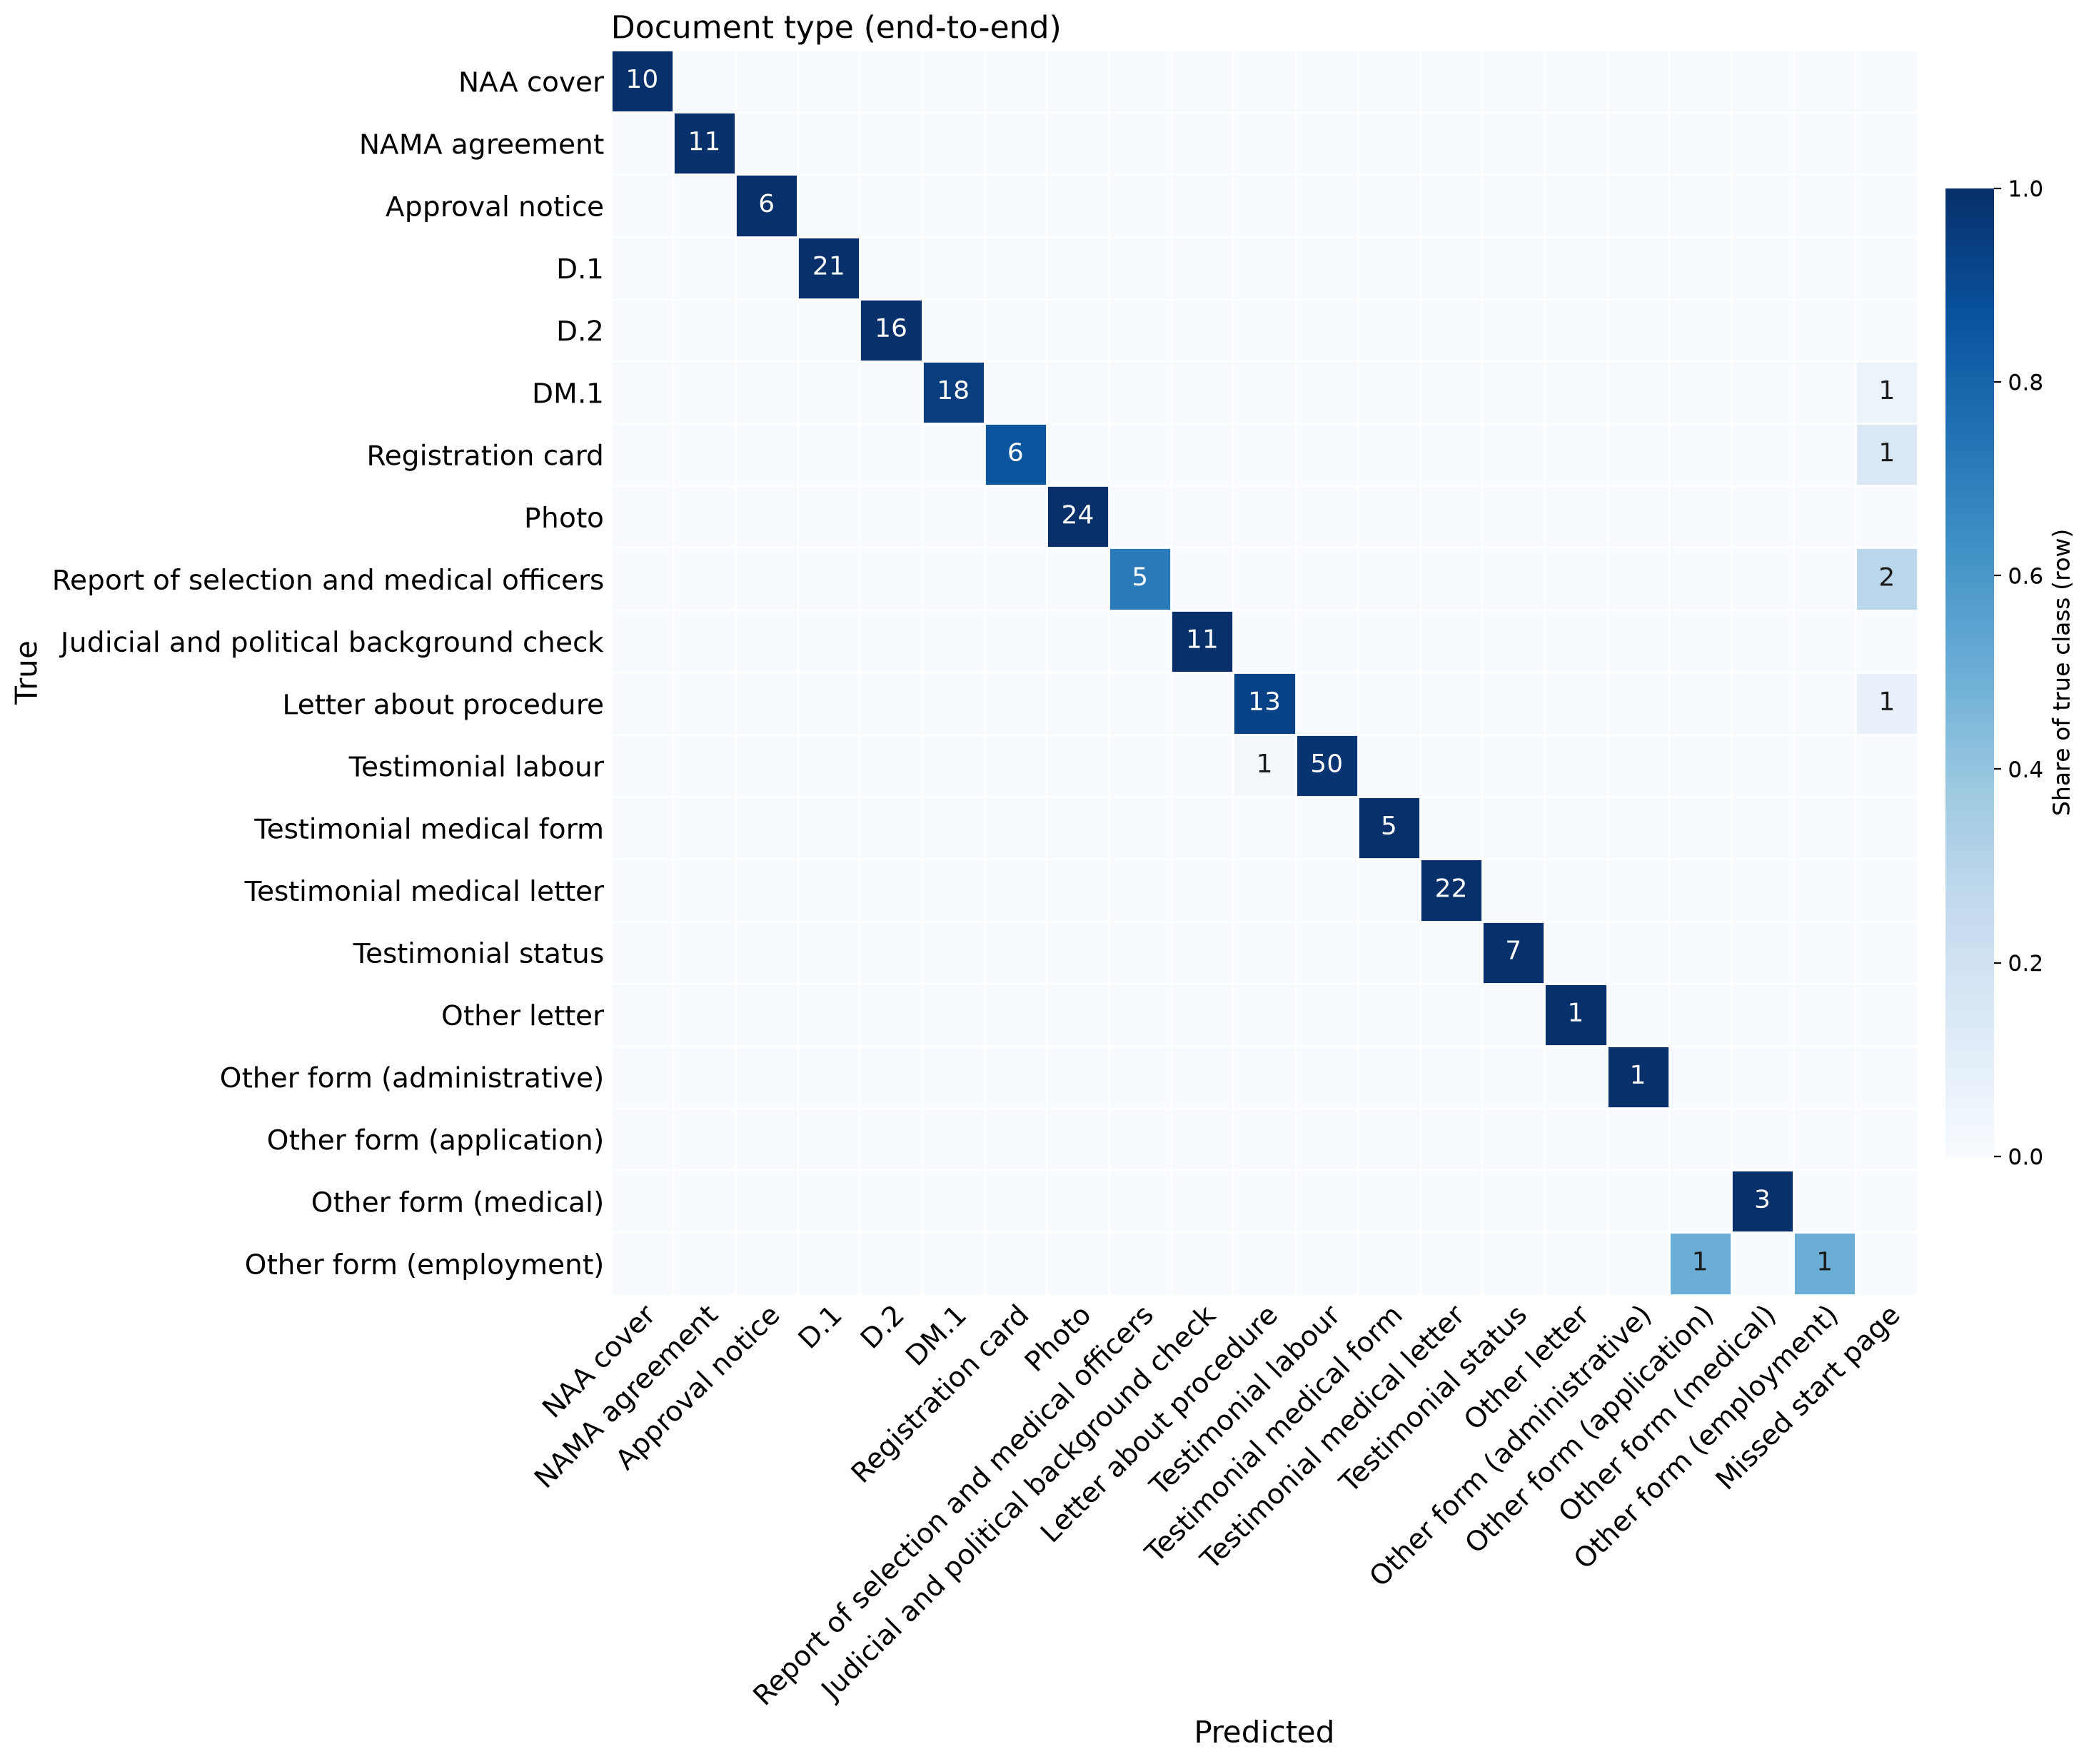 Document type (end-to-end)
NAA cover 10
NAMA agreement 11
Approval notice 6
D.1 21
D.2 16
DM.1 18 1
Registration card 6 1
Photo 24
Report of selection and medical officers 5 2
Judicial and political background check 11
Letter about procedure 13 1
Testimonial labour 1 50
Testimonial medical form 5
Testimonial medical letter 22
Testimonial status 7
Other letter 1
Other form (administrative) 1
Other form (application)
Other form (medical) 3
Other form (employment) 1 1
True
NAA cover
NAMA agreement
Approval notice
D.1
D.2
DM.1
Registration card
Photo
Report of selection and medical officers
Judicial and political background check
Letter about procedure
Testimonial labour
Testimonial medical form
Testimonial medical letter
Testimonial status
Other letter
Other form (administrative)
Other form (application)
Other form (medical)
Other form (employment)
Missed start page
Predicted
1.0
0.8
0.6
0.4
0.2
0.0
Share of true class (row)